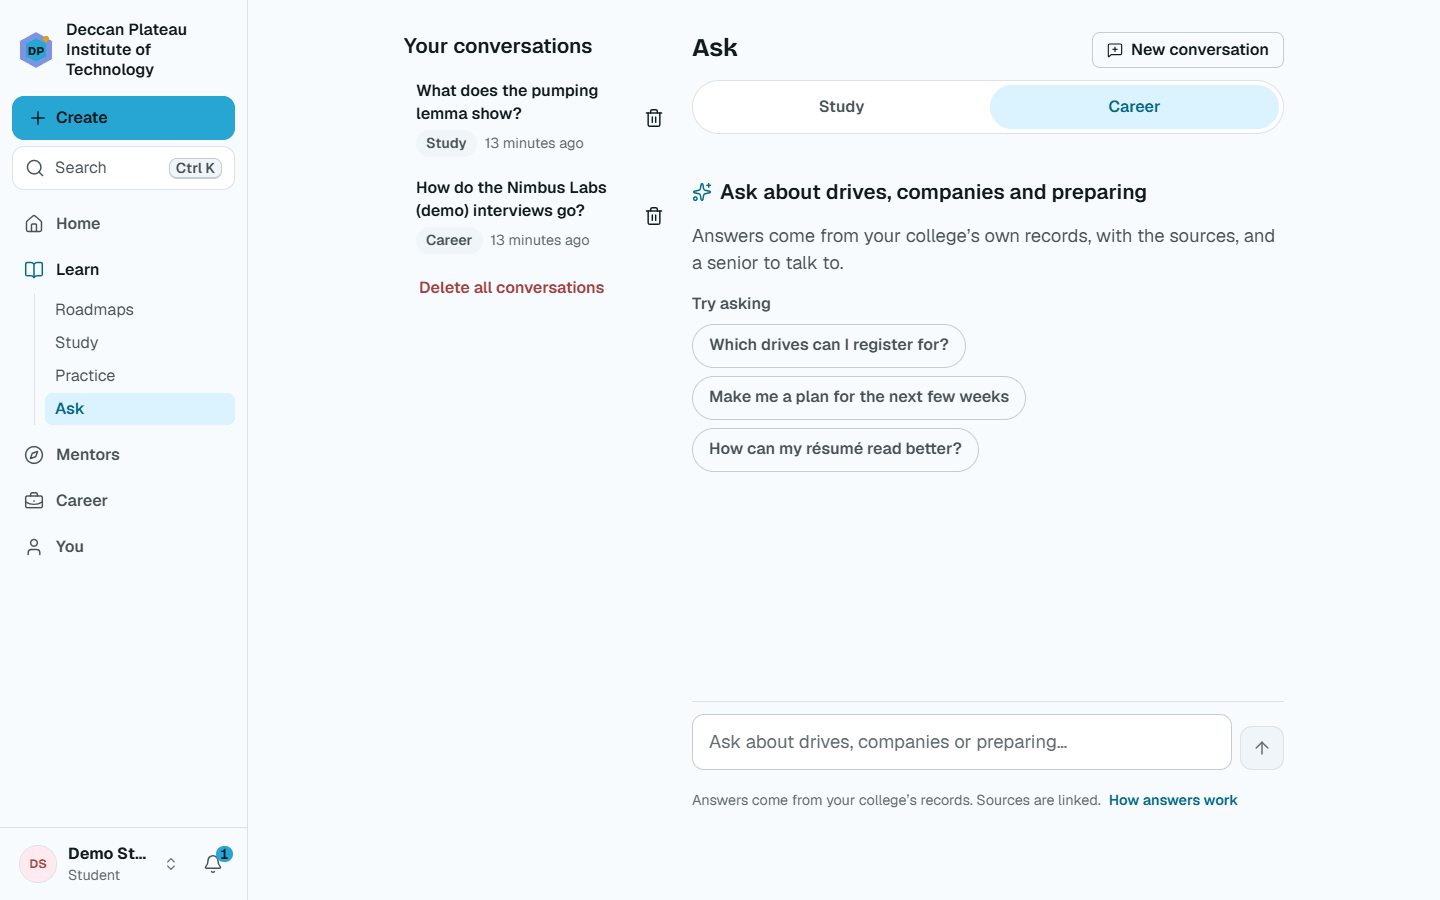 DP
Deccan Plateau
Institute of
Technology
Create
Search
Ctrl K
Home
Learn
Roadmaps
Study
Practice
Ask
Mentors
Career
You
DS
Demo St...
Student
1
Your conversations
What does the pumping
lemma show?
Study 13 minutes ago
How do the Nimbus Labs
(demo) interviews go?
Career 13 minutes ago
Delete all conversations
Ask
New conversation
Study
Career
Ask about drives, companies and preparing
Answers come from your college’s own records, with the sources, and
a senior to talk to.
Try asking
Which drives can I register for?
Make me a plan for the next few weeks
How can my résumé read better?
Ask about drives, companies or preparing...
Answers come from your college’s records. Sources are linked. How answers work